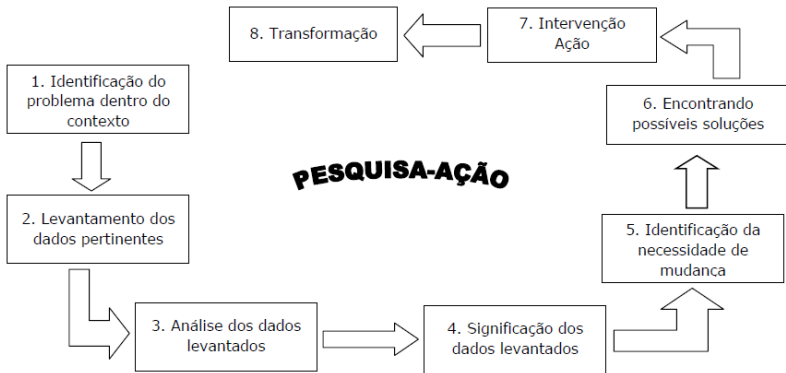 1. Identificação do
problema dentro do
contexto
2. Levantamento dos
dados pertinentes
3. Análise dos dados
levantados
4. Significação dos
dados levantados
5. Identificação da
necessidade de
mudança
6. Encontrando
possíveis soluções
7. Intervenção
Ação
8. Transformação
PESQUISA-AÇÃO